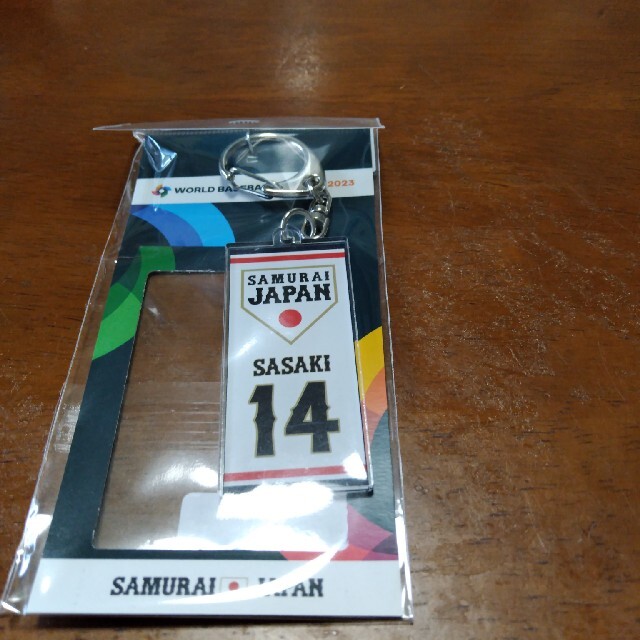 WORLD BASEBA 2023
SAMURAI
JAPAN
SASAKI
14
SAMURAI JAPAN